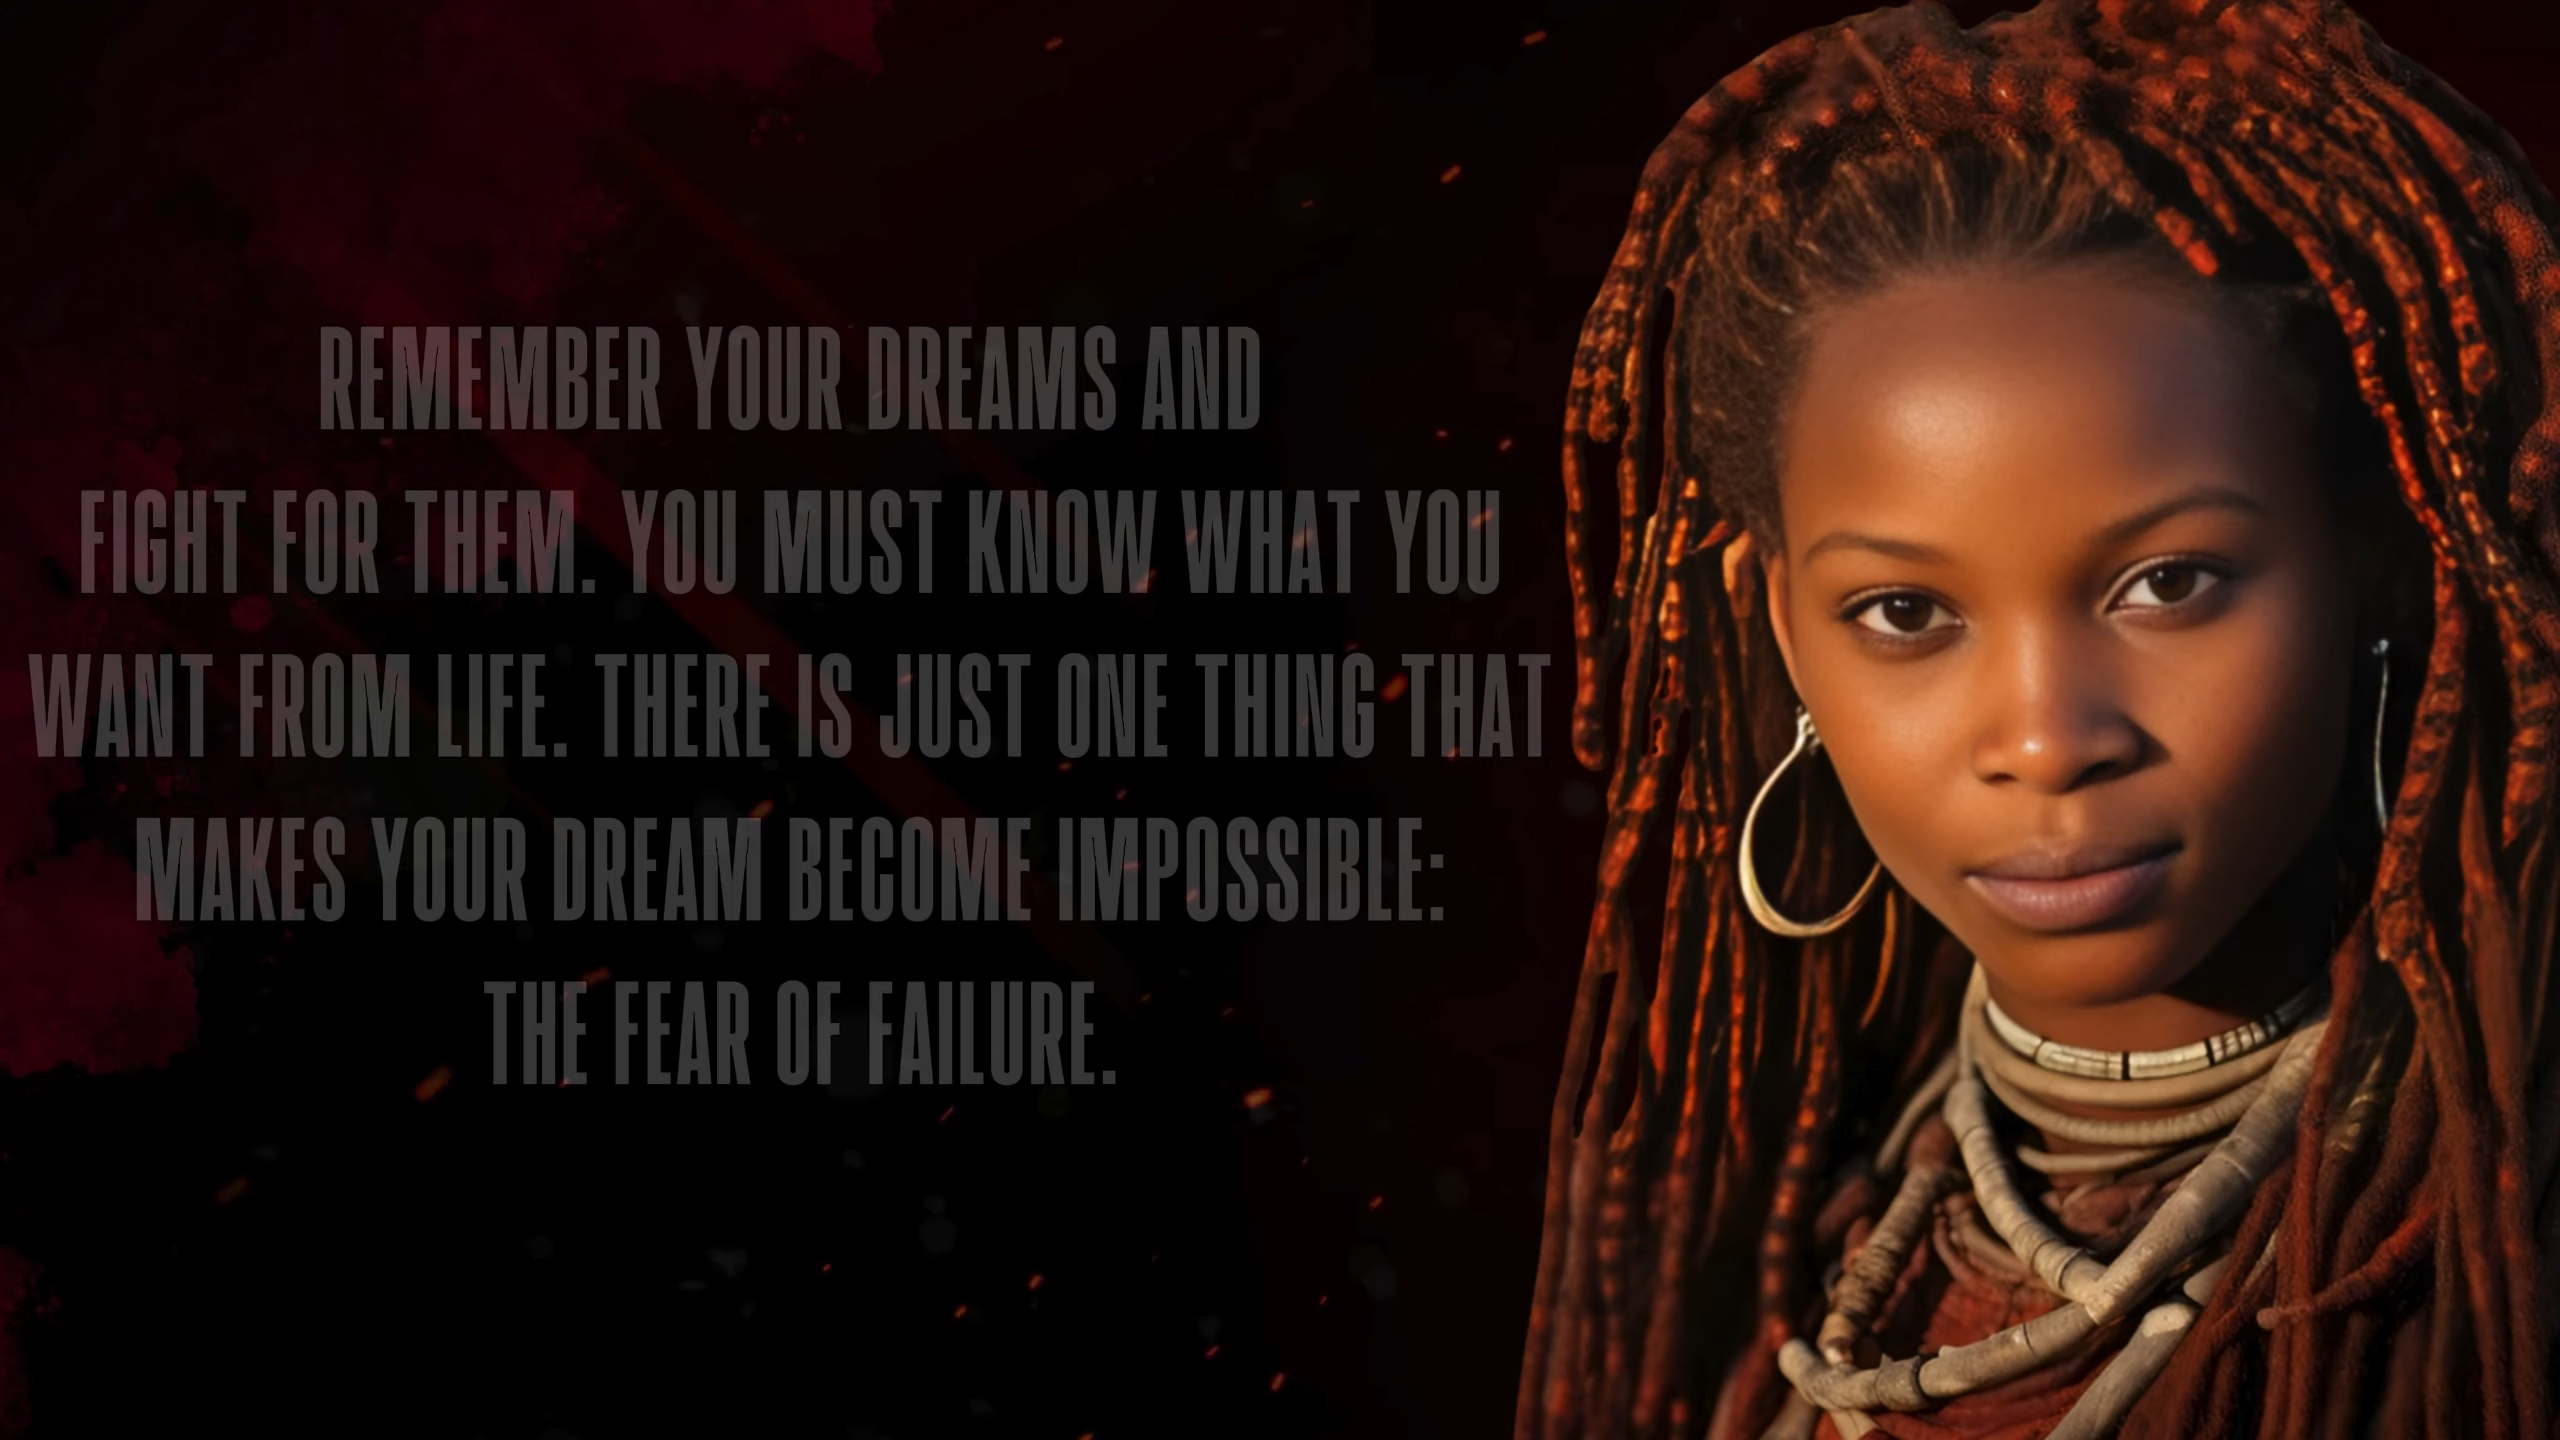 REMEMBER YOUR DREAMS AND
FIGHT FOR THEM. YOU MUST KNOW WHAT YOU
WANT FROM LIFE. THERE IS JUST ONE THING THAT
MAKES YOUR DREAM BECOME IMPOSSIBLE:
THE FEAR OF FAILURE.